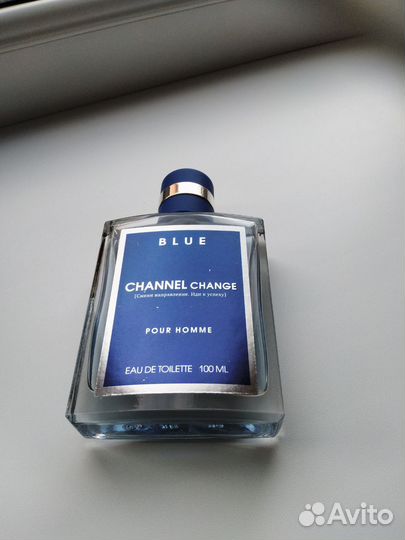 BLUE
CHANNEL CHANGE
[Смени направление. Иди к успеху]
POUR HOMME
EAU DE TOILETTE 100 ML
Avito